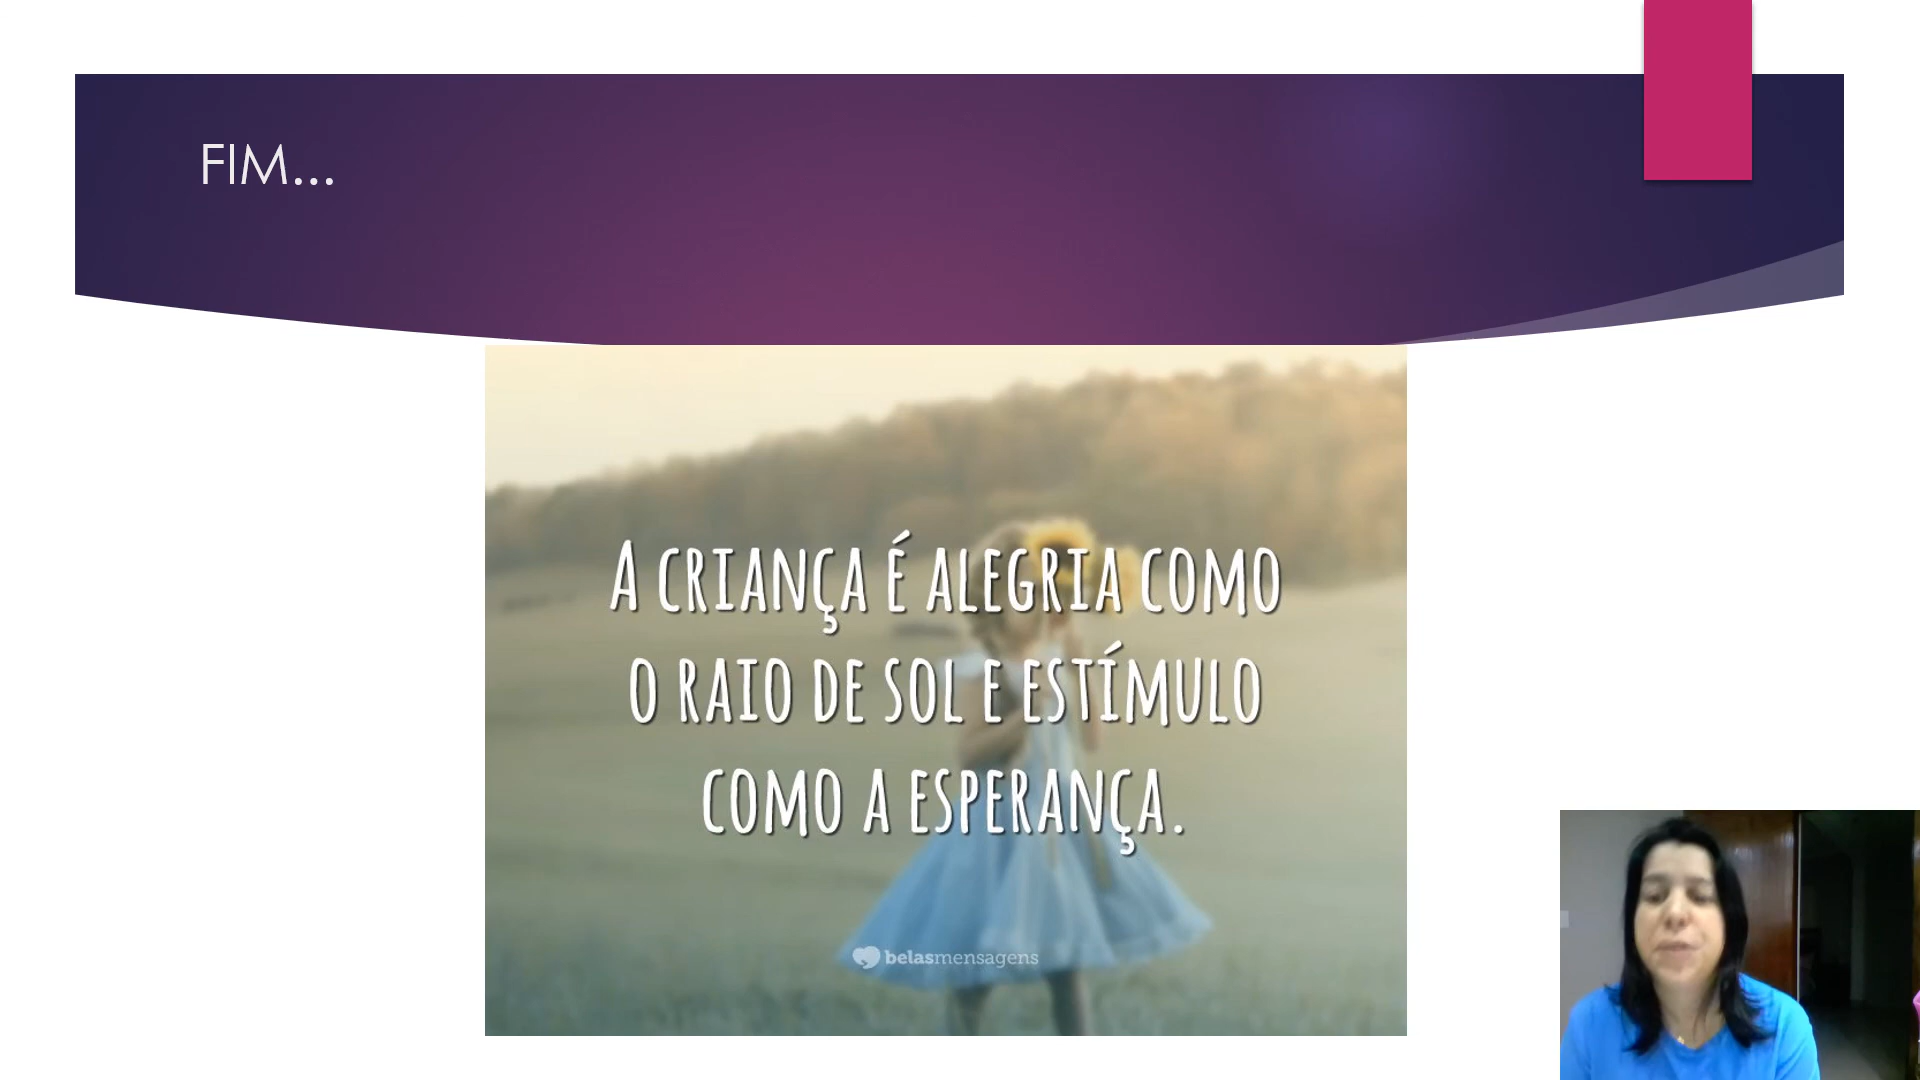 FIM...
A CRIANÇA É ALEGRIA COMO
O RAIO DE SOL E ESTÍMULO
COMO A ESPERANÇA.
belasmensagens